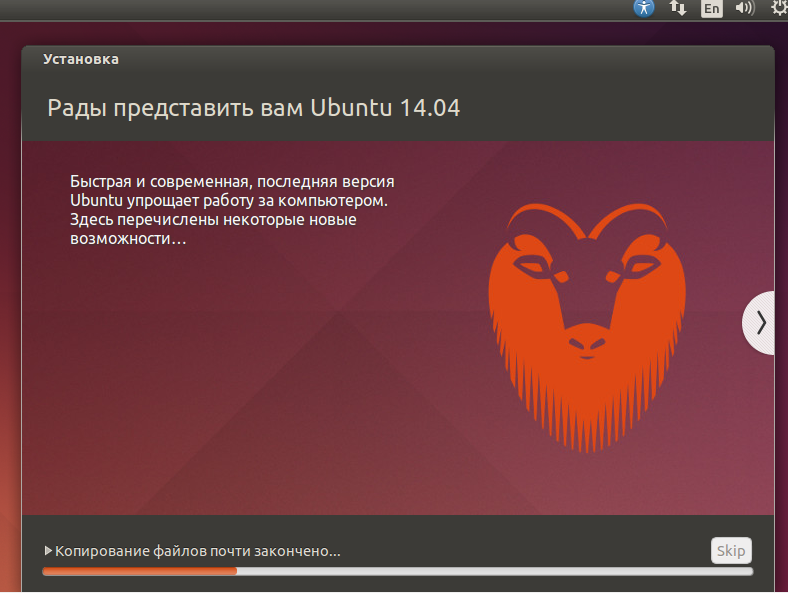 En
Установка
Рады представить вам Ubuntu 14.04
Быстрая и современная, последняя версия
Ubuntu упрощает работу за компьютером.
Здесь перечислены некоторые новые
возможности...
Копирование файлов почти закончено...
Skip